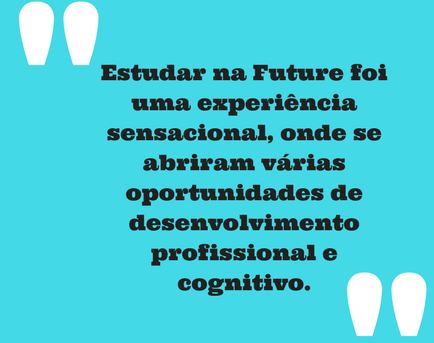 Estudar na Future foi
uma experiência
sensacional, onde se
abriram várias
oportunidades de
desenvolvimento
profissional e
cognitivo.